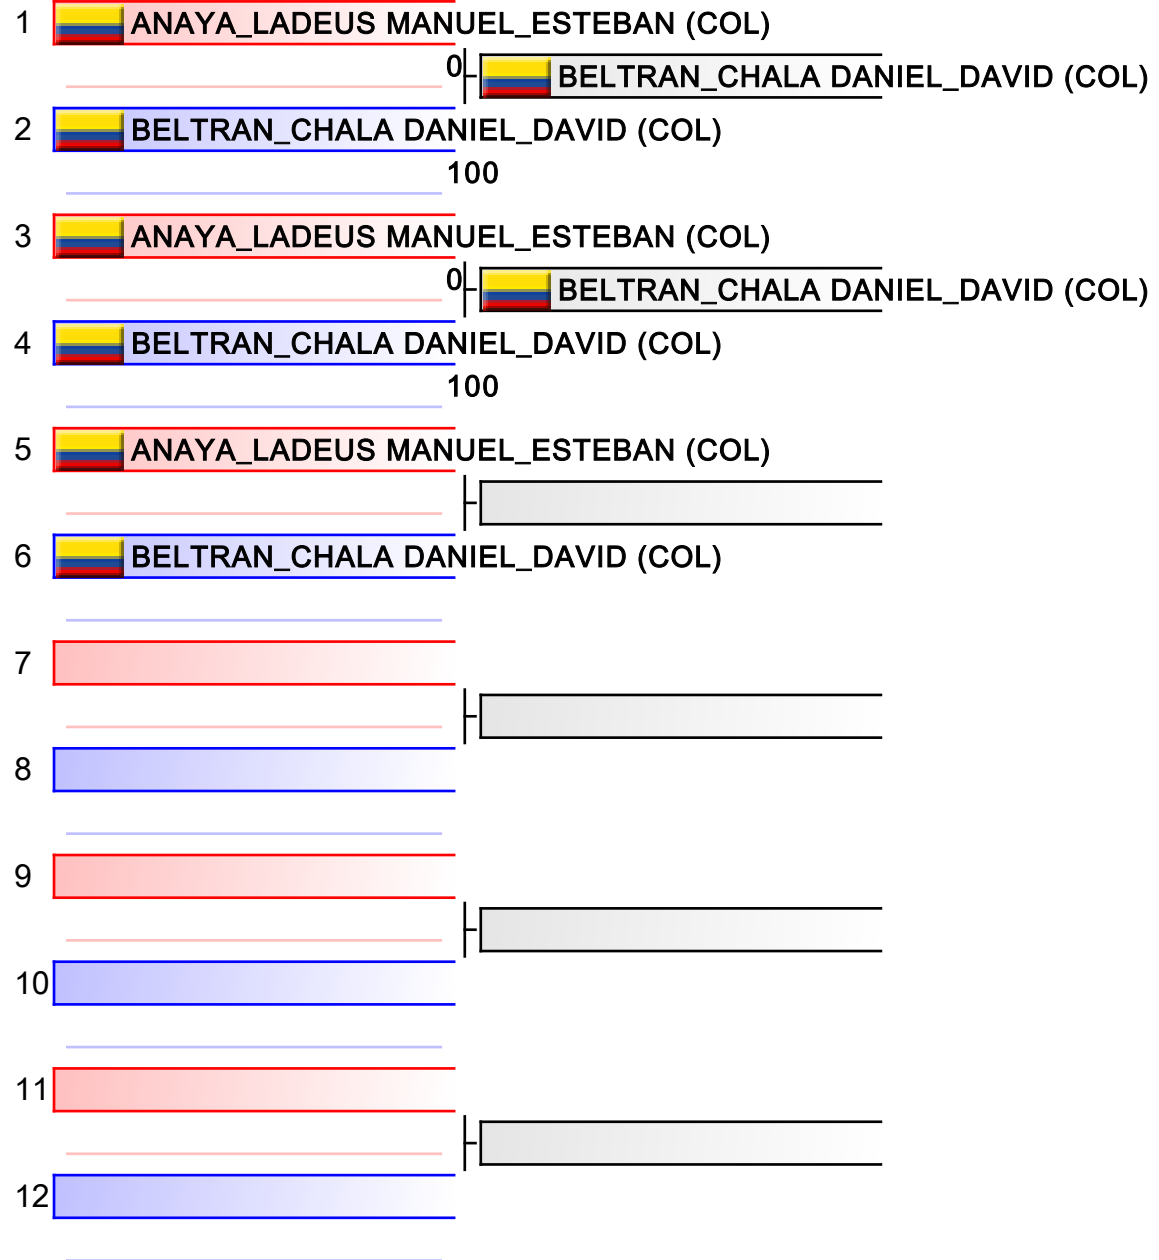 1 ANAYA_LADEUS MANUEL_ESTEBAN (COL)
0 BELTRAN_CHALA DANIEL_DAVID (COL)
2 BELTRAN_CHALA DANIEL_DAVID (COL)
100
3 ANAYA_LADEUS MANUEL_ESTEBAN (COL)
0 BELTRAN_CHALA DANIEL_DAVID (COL)
4 BELTRAN_CHALA DANIEL_DAVID (COL)
100
5 ANAYA_LADEUS MANUEL_ESTEBAN (COL)
6 BELTRAN_CHALA DANIEL_DAVID (COL)
7
8
9
10
11
12